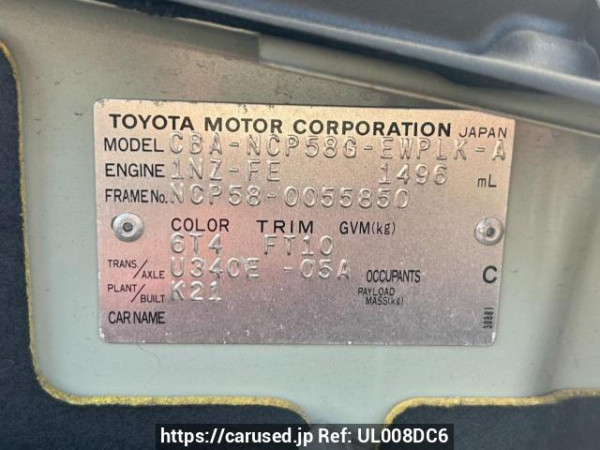 TOYOTA MOTOR CORPORATION JAPAN
MODEL CBA-NCP58G-EWPLK-A
ENGINE 1NZ-FE 1496 mL
FRAME No. NCP58-0055850
COLOR TRIM GVM(kg)
6T4 FT10
TRANS./AXLE U340E -05A OCCUPANTS C
PLANT/BUILT K21 PAYLOAD MASS(kg)
CAR NAME
https://carused.jp Ref: UL008DC6